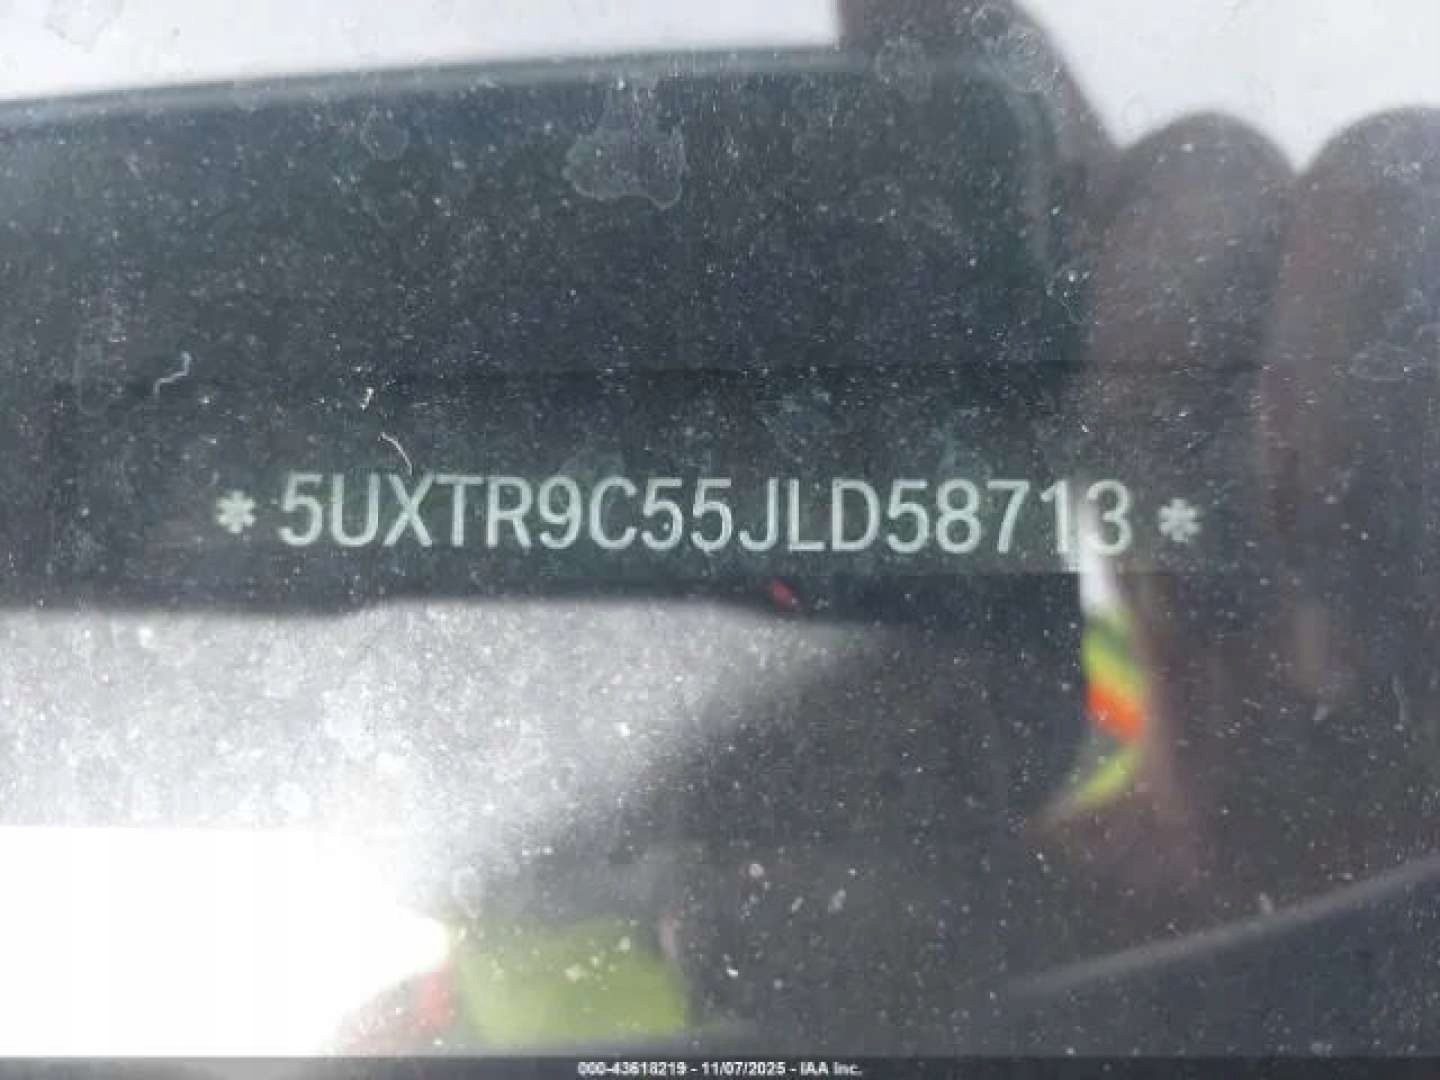 * 5UXTR9C55JLD58713 *
000-43618219 - 11/07/2025 - IAA Inc.